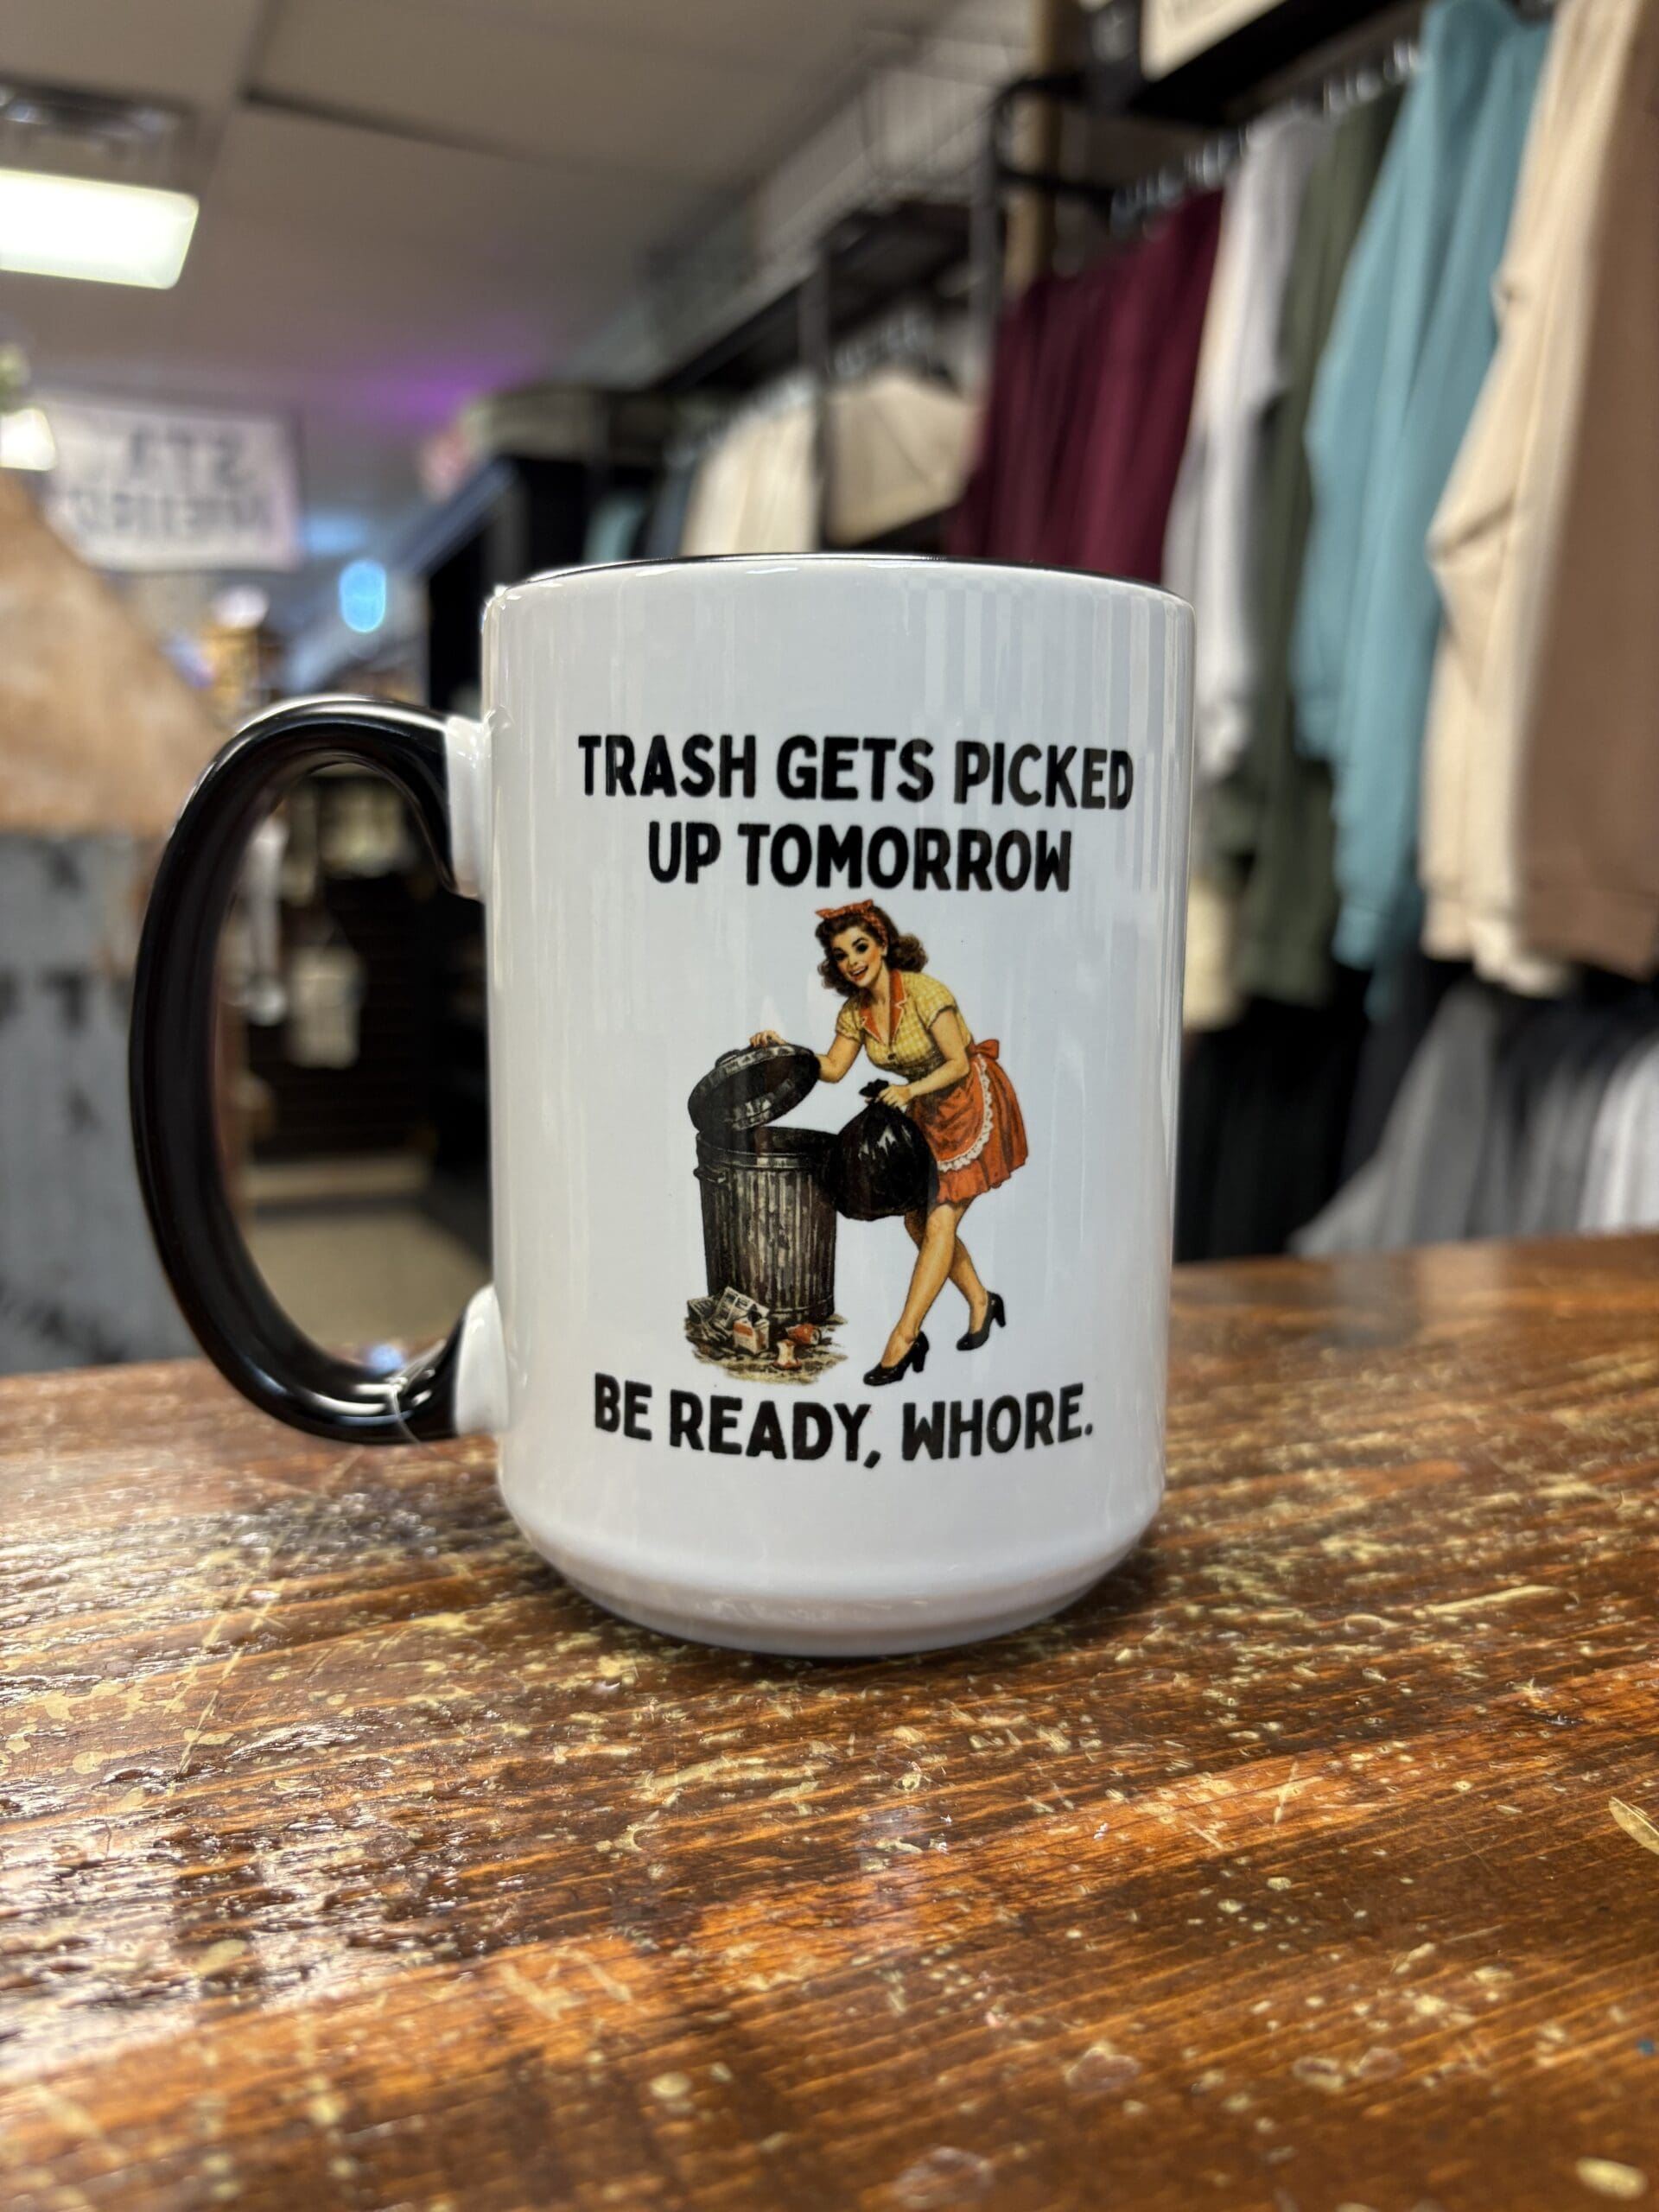 TRASH GETS PICKED
UP TOMORROW
BE READY, WHORE.